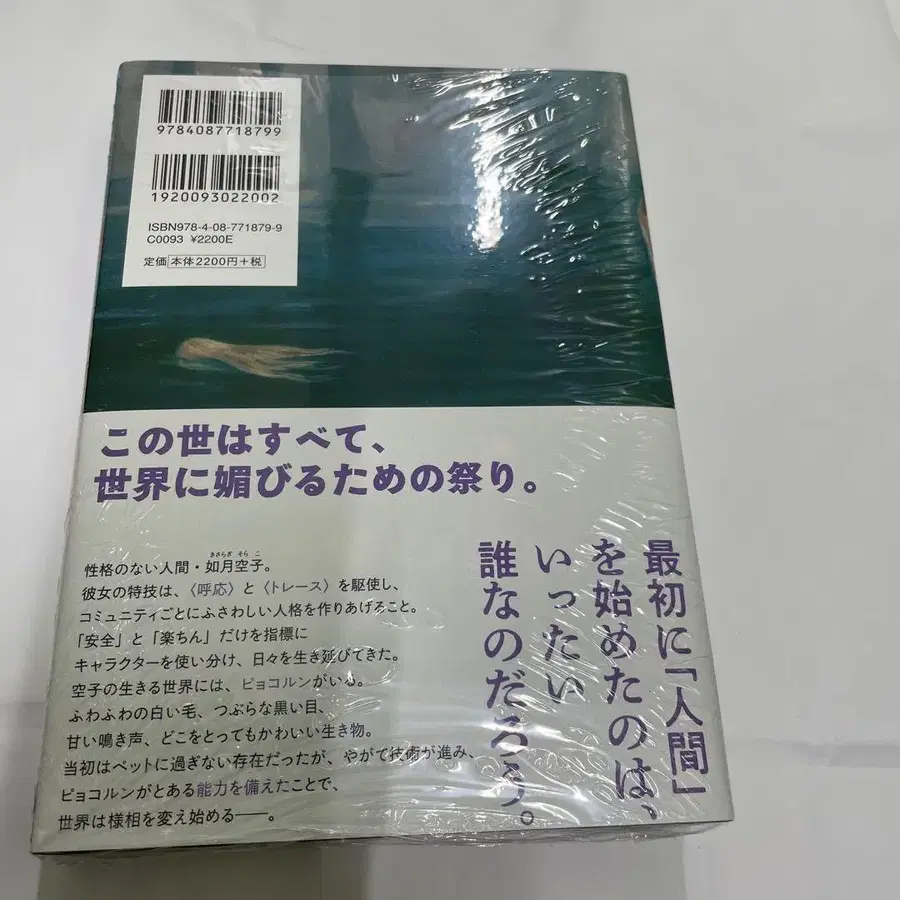 9784087718799
1920093022002
ISBN978-4-08-771879-9
C0093 ¥2200E
定価 本体2200円+税
この世はすべて、
世界に媚びるための祭り。
最初に「人間」
を始めたのは、
いったい
誰なのだろう。
きさらぎ そらこ
性格のない人間・如月空子。
彼女の特技は、〈呼応〉と〈トレース〉を駆使し、
コミュニティごとにふさわしい人格を作りあげること。
「安全」と「楽ちん」だけを指標に
キャラクターを使い分け、日々を生き延びてきた。
空子の生きる世界には、ピョコルンがいる。
ふわふわの白い毛、つぶらな黒い目、
甘い鳴き声、どこをとってもかわいい生き物。
当初はペットに過ぎない存在だったが、やがて技術が進み、
ピョコルンがとある能力を備えたことで、
世界は様相を変え始める——。